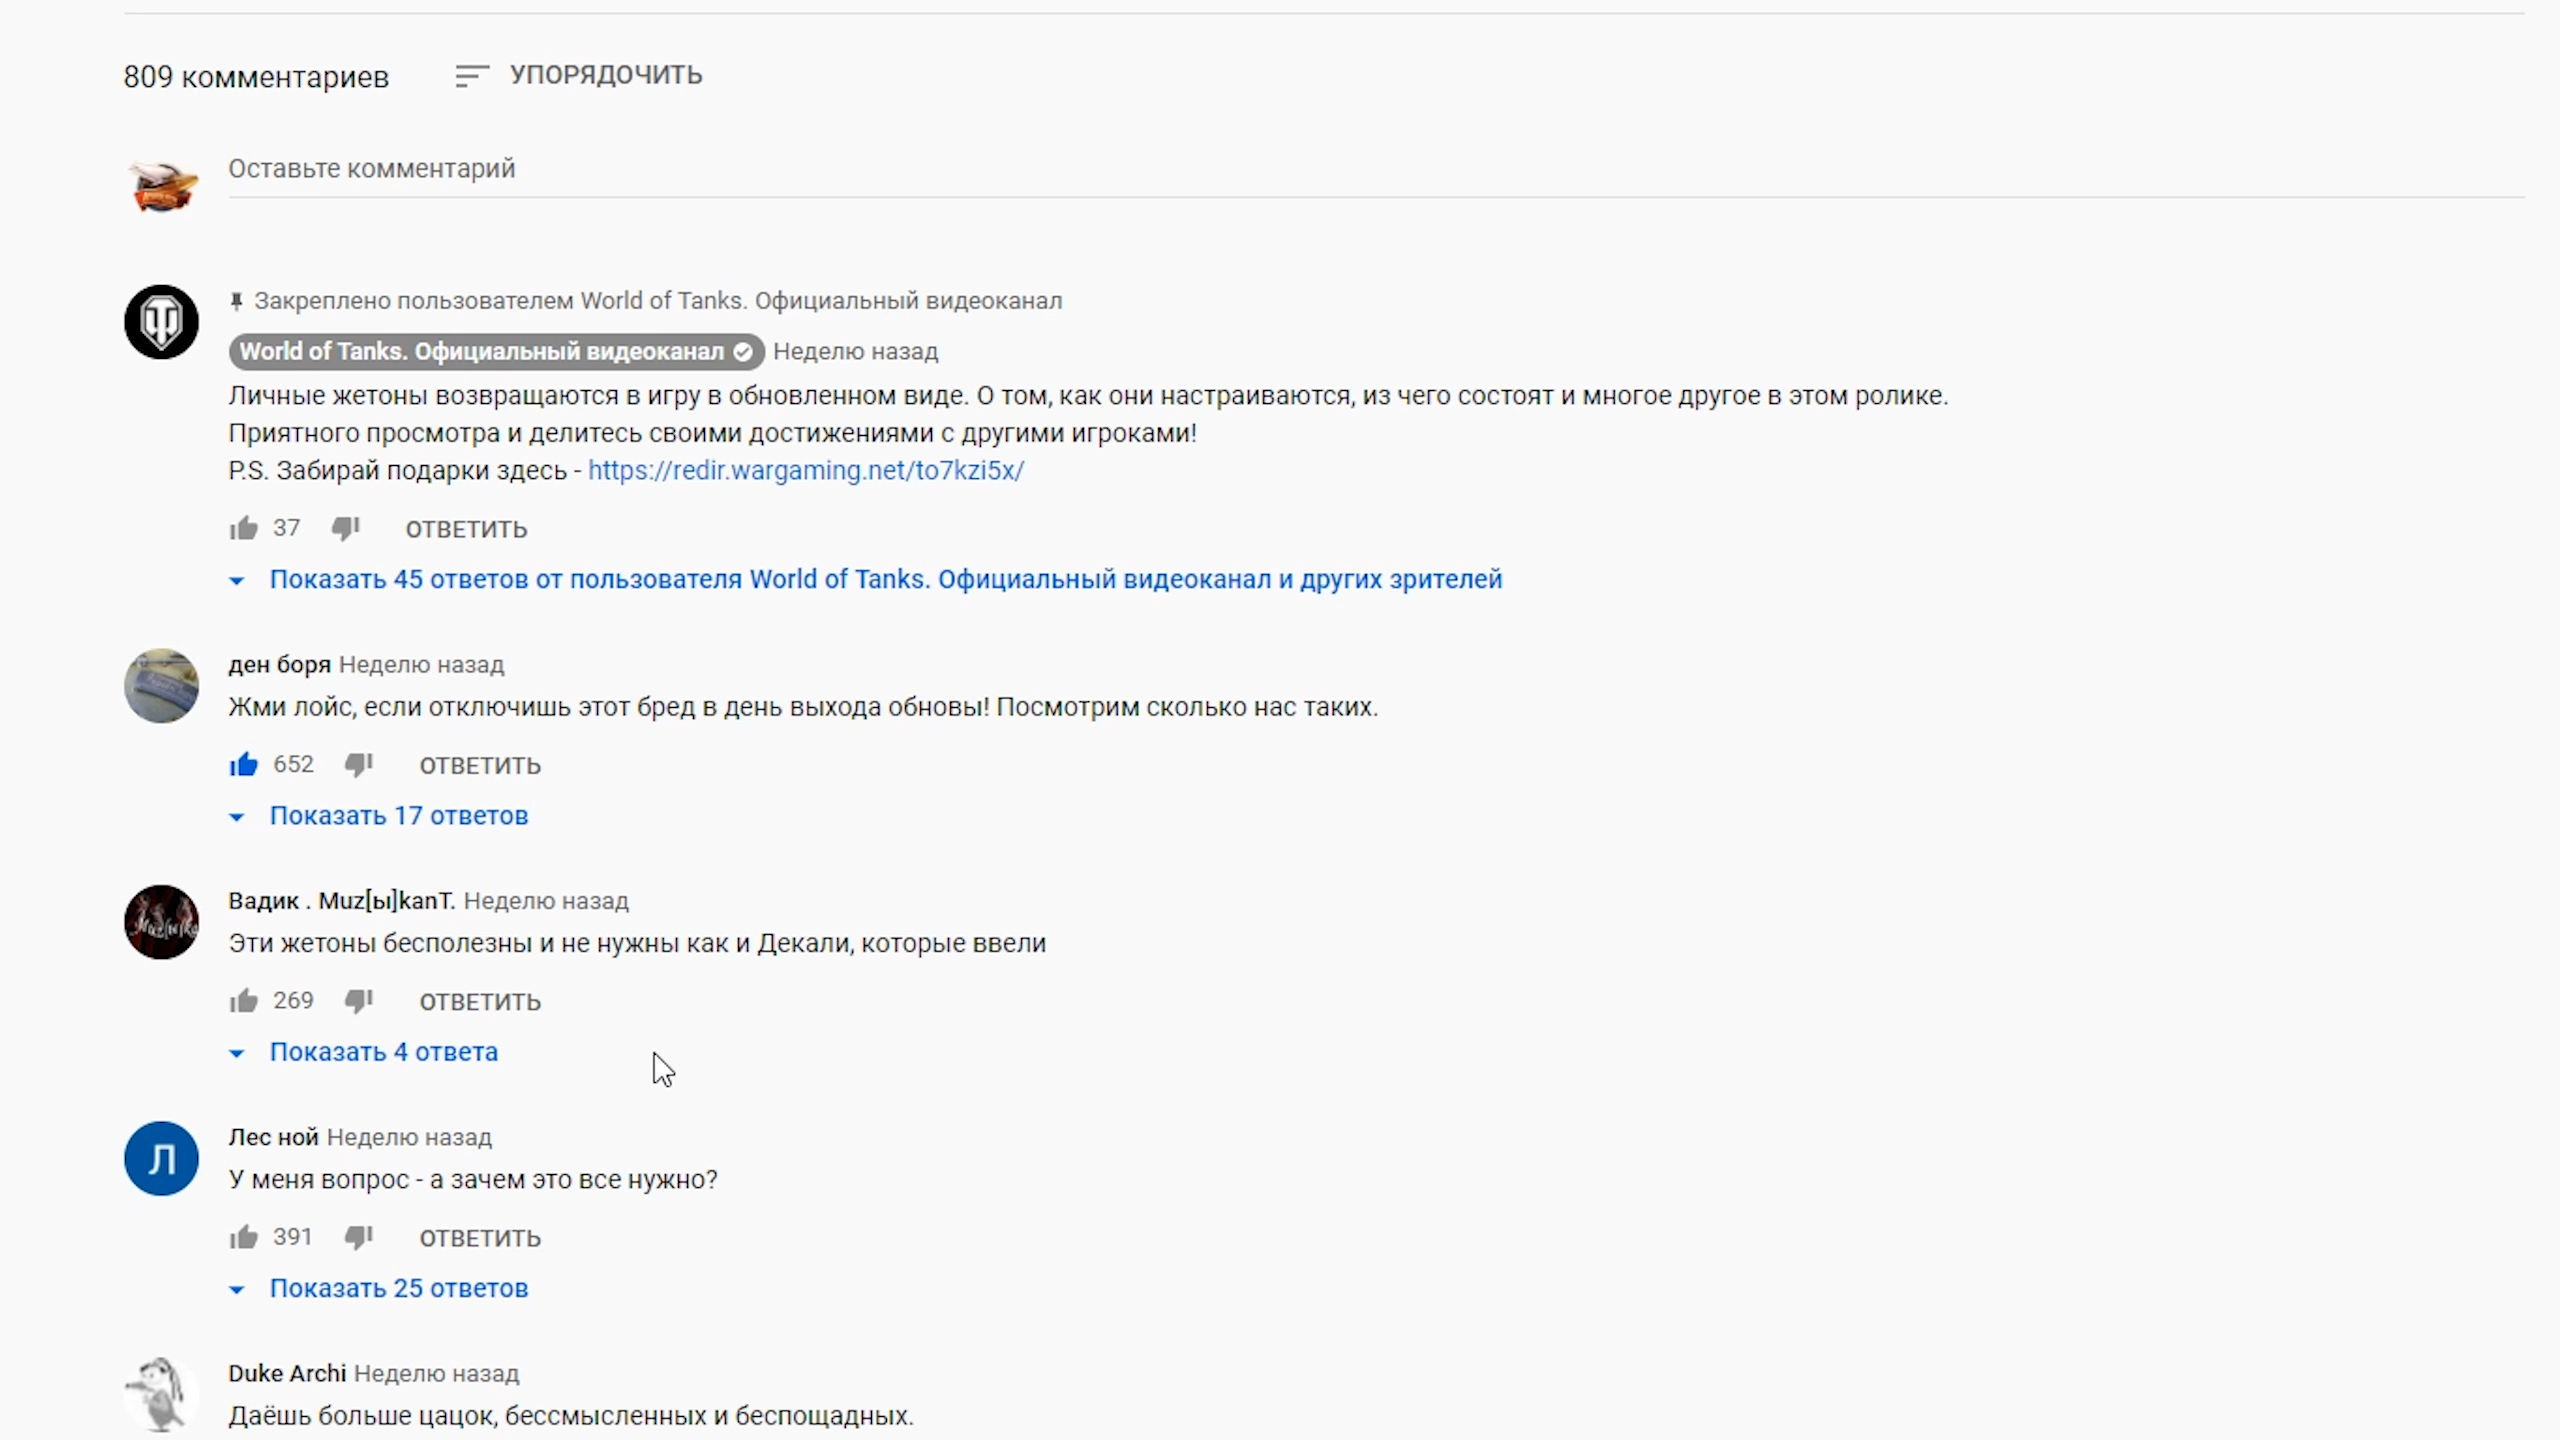 809 комментариев УПОРЯДОЧИТЬ
Оставьте комментарий
Закреплено пользователем World of Tanks. Официальный видеоканал
World of Tanks. Официальный видеоканал Неделю назад
Личные жетоны возвращаются в игру в обновленном виде. О том, как они настраиваются, из чего состоят и многое другое в этом ролике.
Приятного просмотра и делитесь своими достижениями с другими игроками!
P.S. Забирай подарки здесь - https://redir.wargaming.net/to7kzi5x/
37 ОТВЕТИТЬ
Показать 45 ответов от пользователя World of Tanks. Официальный видеоканал и других зрителей
ден боря Неделю назад
Жми лойс, если отключишь этот бред в день выхода обновы! Посмотрим сколько нас таких.
652 ОТВЕТИТЬ
Показать 17 ответов
Вадик . Muz[ы]kanT. Неделю назад
Эти жетоны бесполезны и не нужны как и Декали, которые ввели
269 ОТВЕТИТЬ
Показать 4 ответа
Л
Лес ной Неделю назад
У меня вопрос - а зачем это все нужно?
391 ОТВЕТИТЬ
Показать 25 ответов
Duke Archi Неделю назад
Даёшь больше цацок, бессмысленных и беспощадных.